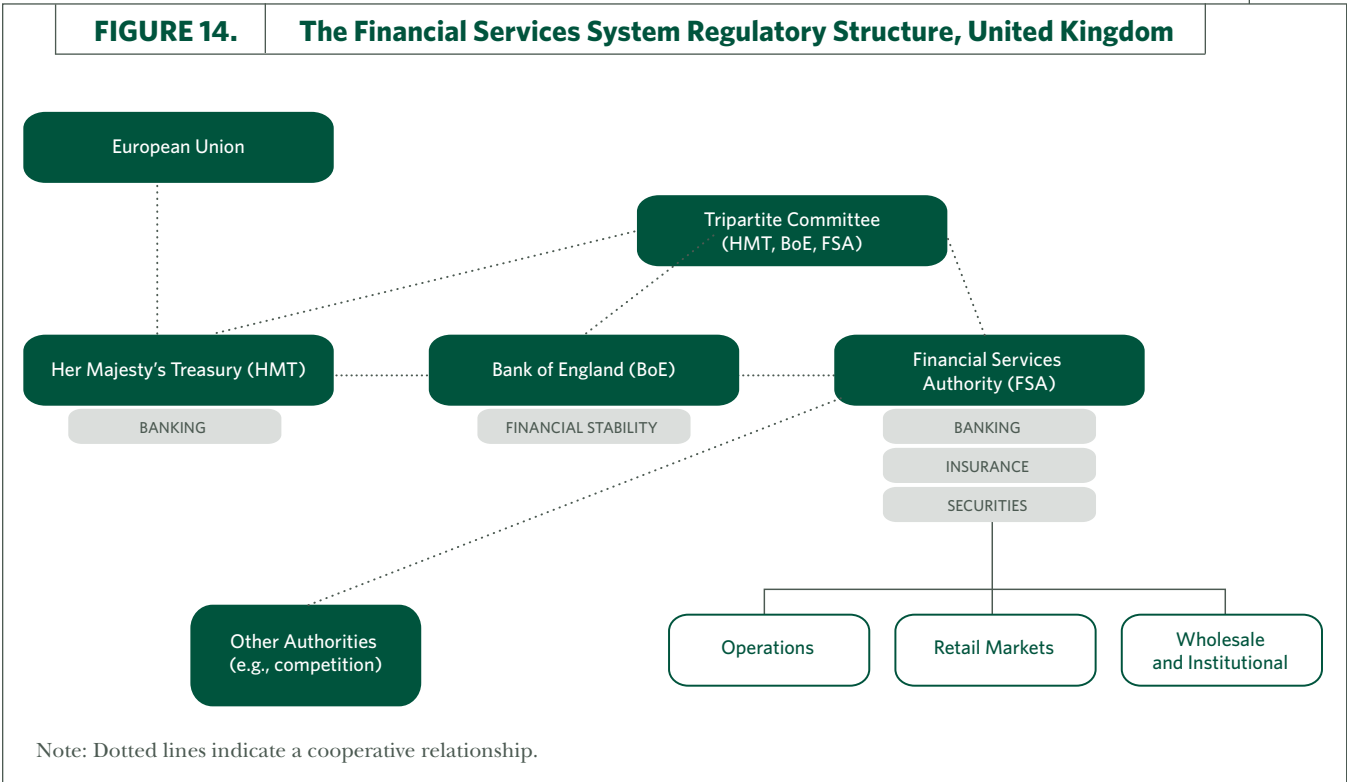 FIGURE 14. The Financial Services System Regulatory Structure, United Kingdom
European Union
Tripartite Committee
(HMT, BoE, FSA)
Her Majesty’s Treasury (HMT)
BANKING
Bank of England (BoE)
FINANCIAL STABILITY
Financial Services
Authority (FSA)
BANKING
INSURANCE
SECURITIES
Other Authorities
(e.g., competition)
Operations
Retail Markets
Wholesale
and Institutional
Note: Dotted lines indicate a cooperative relationship.